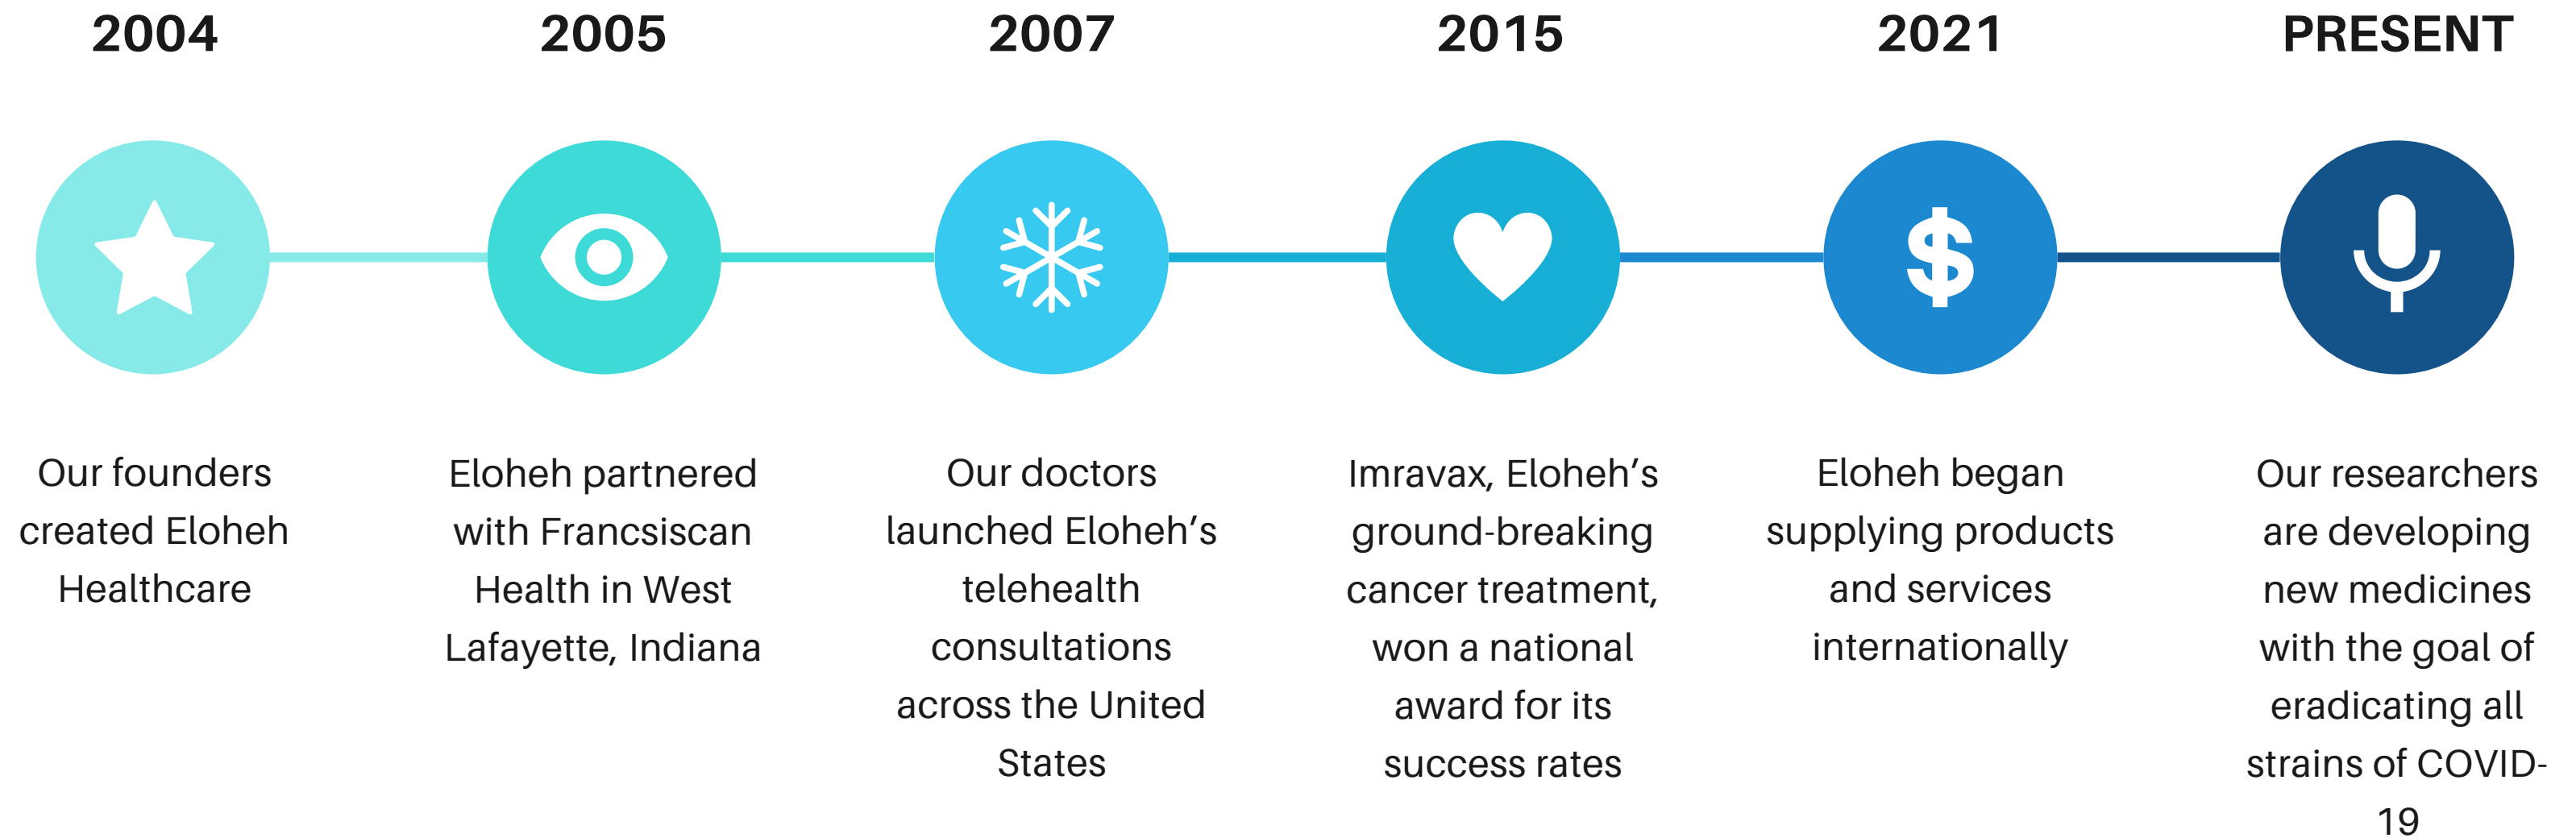 2004
Our founders
created Eloheh
Healthcare
2005
Eloheh partnered
with Francsiscan
Health in West
Lafayette, Indiana
2007
Our doctors
launched Eloheh’s
telehealth
consultations
across the United
States
2015
Imravax, Eloheh’s
ground-breaking
cancer treatment,
won a national
award for its
success rates
2021
Eloheh began
supplying products
and services
internationally
PRESENT
Our researchers
are developing
new medicines
with the goal of
eradicating all
strains of COVID-
19